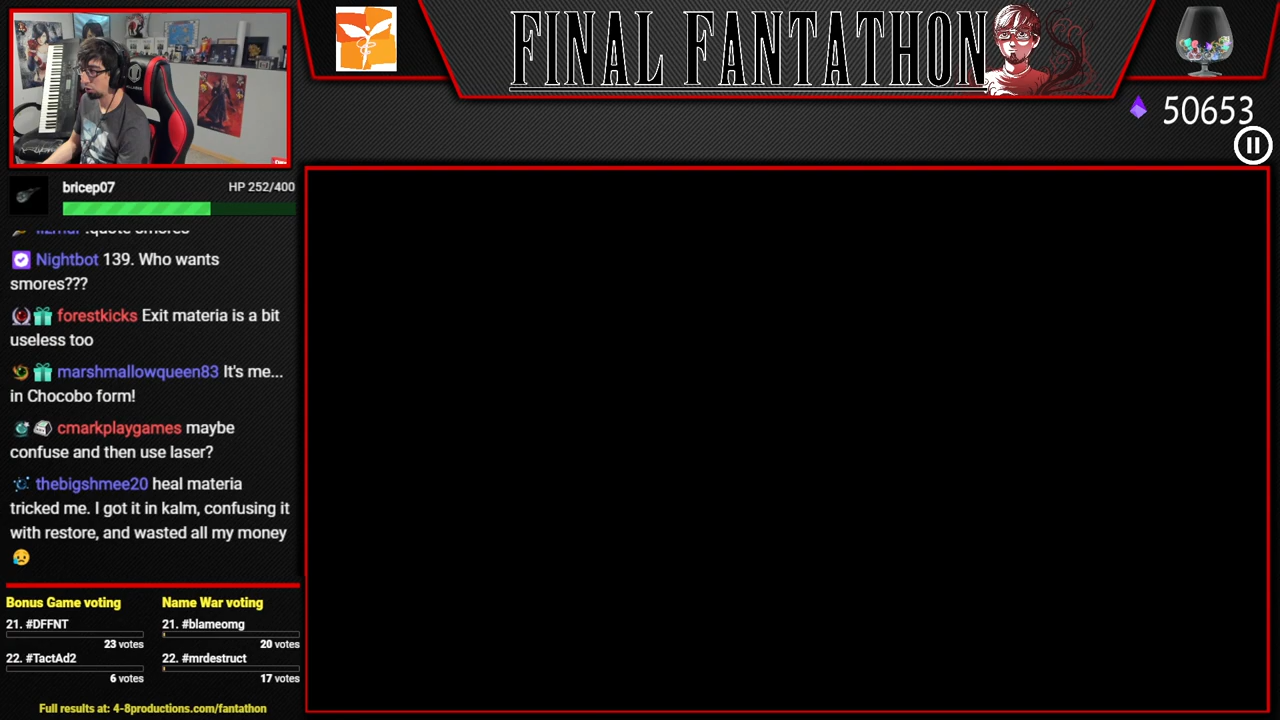 FINAL FANTATHON
50653
bricep07 HP 252/400
Nightbot 139. Who wants
smores???
forestkicks Exit materia is a bit
useless too
marshmallowqueen83 It's me...
in Chocobo form!
cmarkplaygames maybe
confuse and then use laser?
thebigshmee20 heal materia
tricked me. I got it in kalm, confusing it
with restore, and wasted all my money
😥
Bonus Game voting
21. #DFFNT
23 votes
22. #TactAd2
6 votes
Name War voting
21. #blameomg
20 votes
22. #mrdestruct
17 votes
Full results at: 4-8productions.com/fantathon